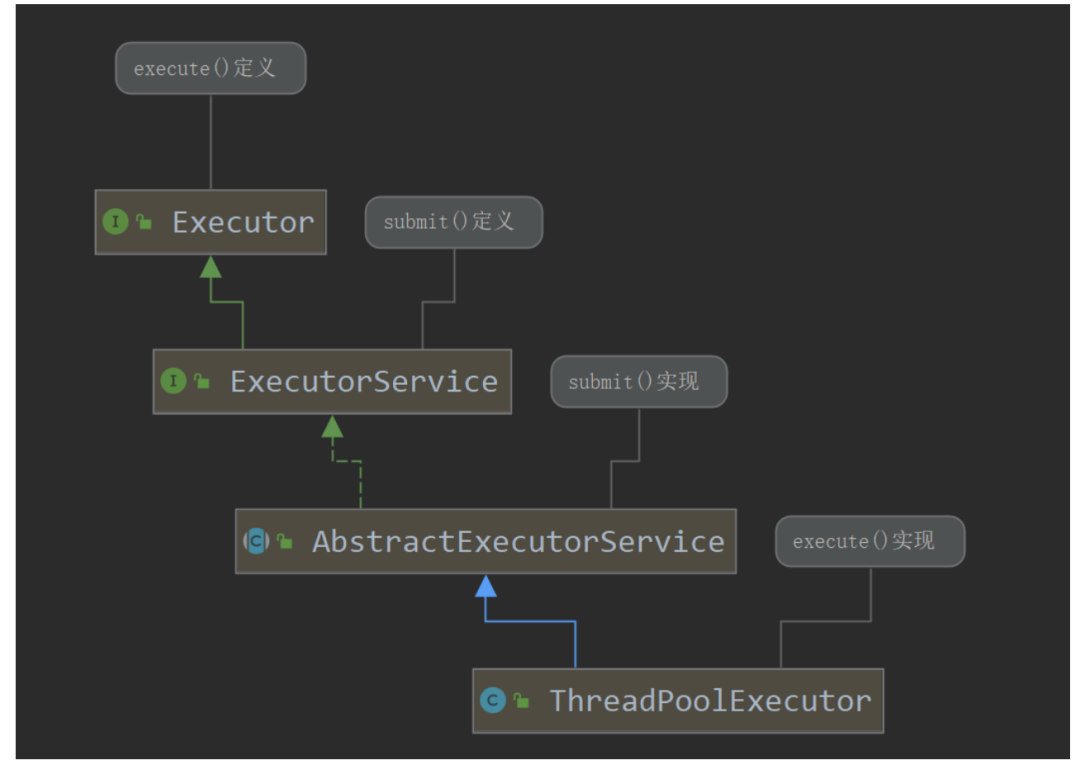 execute()定义
Executor
submit()定义
ExecutorService
submit()实现
AbstractExecutorService
execute()实现
ThreadPoolExecutor